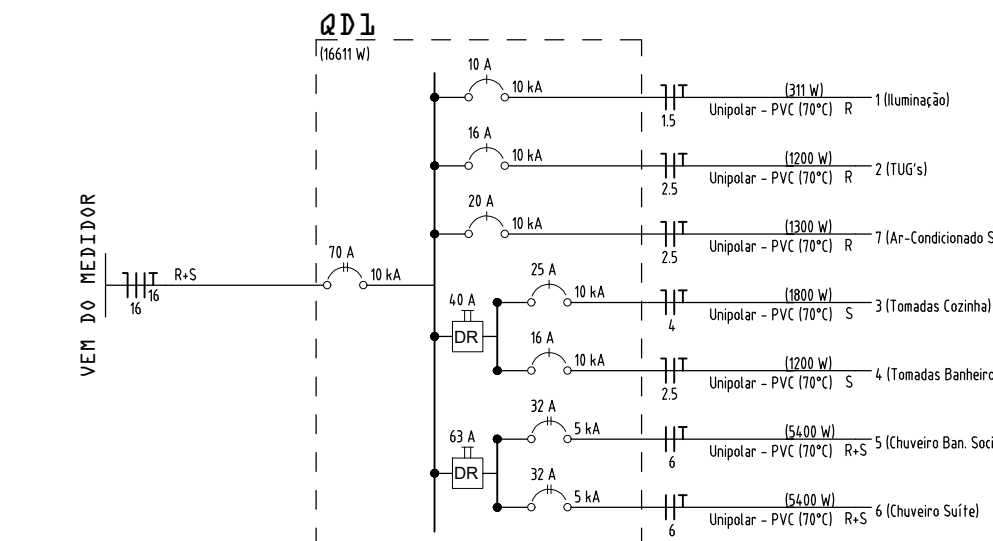 QD1
(16611 W)
10 A
10 kA
1.5
(311 W)
Unipolar - PVC (70°C) R
1 (Iluminação)
16 A
10 kA
2.5
(1200 W)
Unipolar - PVC (70°C) R
2 (TUG's)
20 A
10 kA
2.5
(1300 W)
Unipolar - PVC (70°C) R
7 (Ar-Condicionado S
VEM DO MEDIDOR
16
16
R+S
70 A
10 kA
40 A
DR
25 A
10 kA
4
(1800 W)
Unipolar - PVC (70°C) S
3 (Tomadas Cozinha)
16 A
10 kA
2.5
(1200 W)
Unipolar - PVC (70°C) S
4 (Tomadas Banheiro
63 A
DR
32 A
5 kA
6
(5400 W)
Unipolar - PVC (70°C) R+S
5 (Chuveiro Ban. Soci
32 A
5 kA
6
(5400 W)
Unipolar - PVC (70°C) R+S
6 (Chuveiro Suíte)